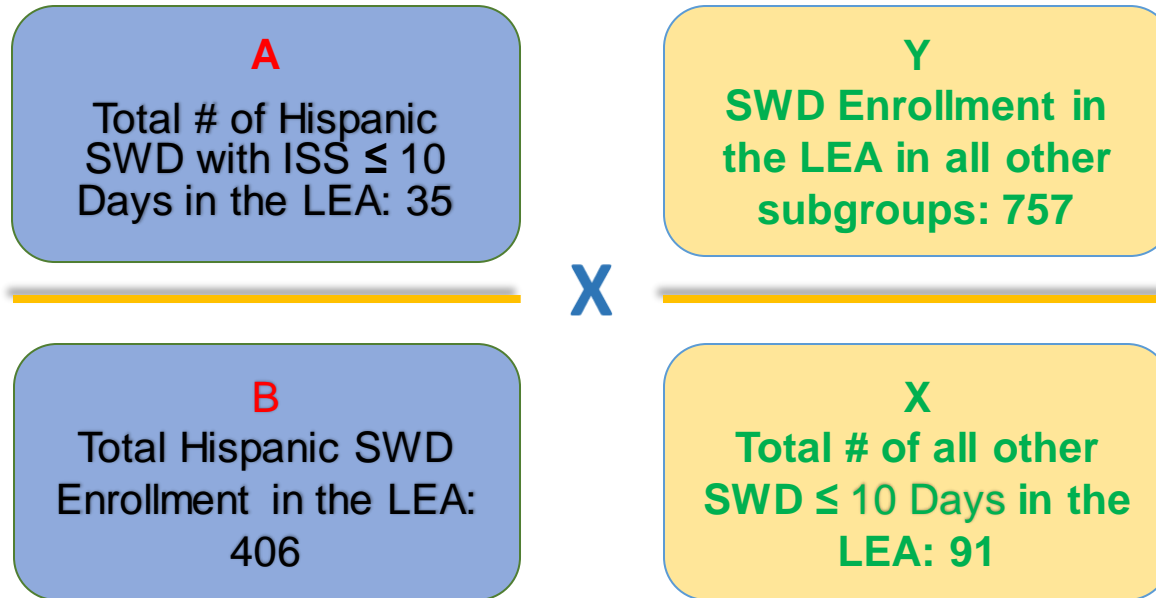 A
Total # of Hispanic
SWD with ISS ≤ 10
Days in the LEA: 35
Y
SWD Enrollment in
the LEA in all other
subgroups: 757
X
B
Total Hispanic SWD
Enrollment in the LEA:
406
X
Total # of all other
SWD ≤ 10 Days in the
LEA: 91